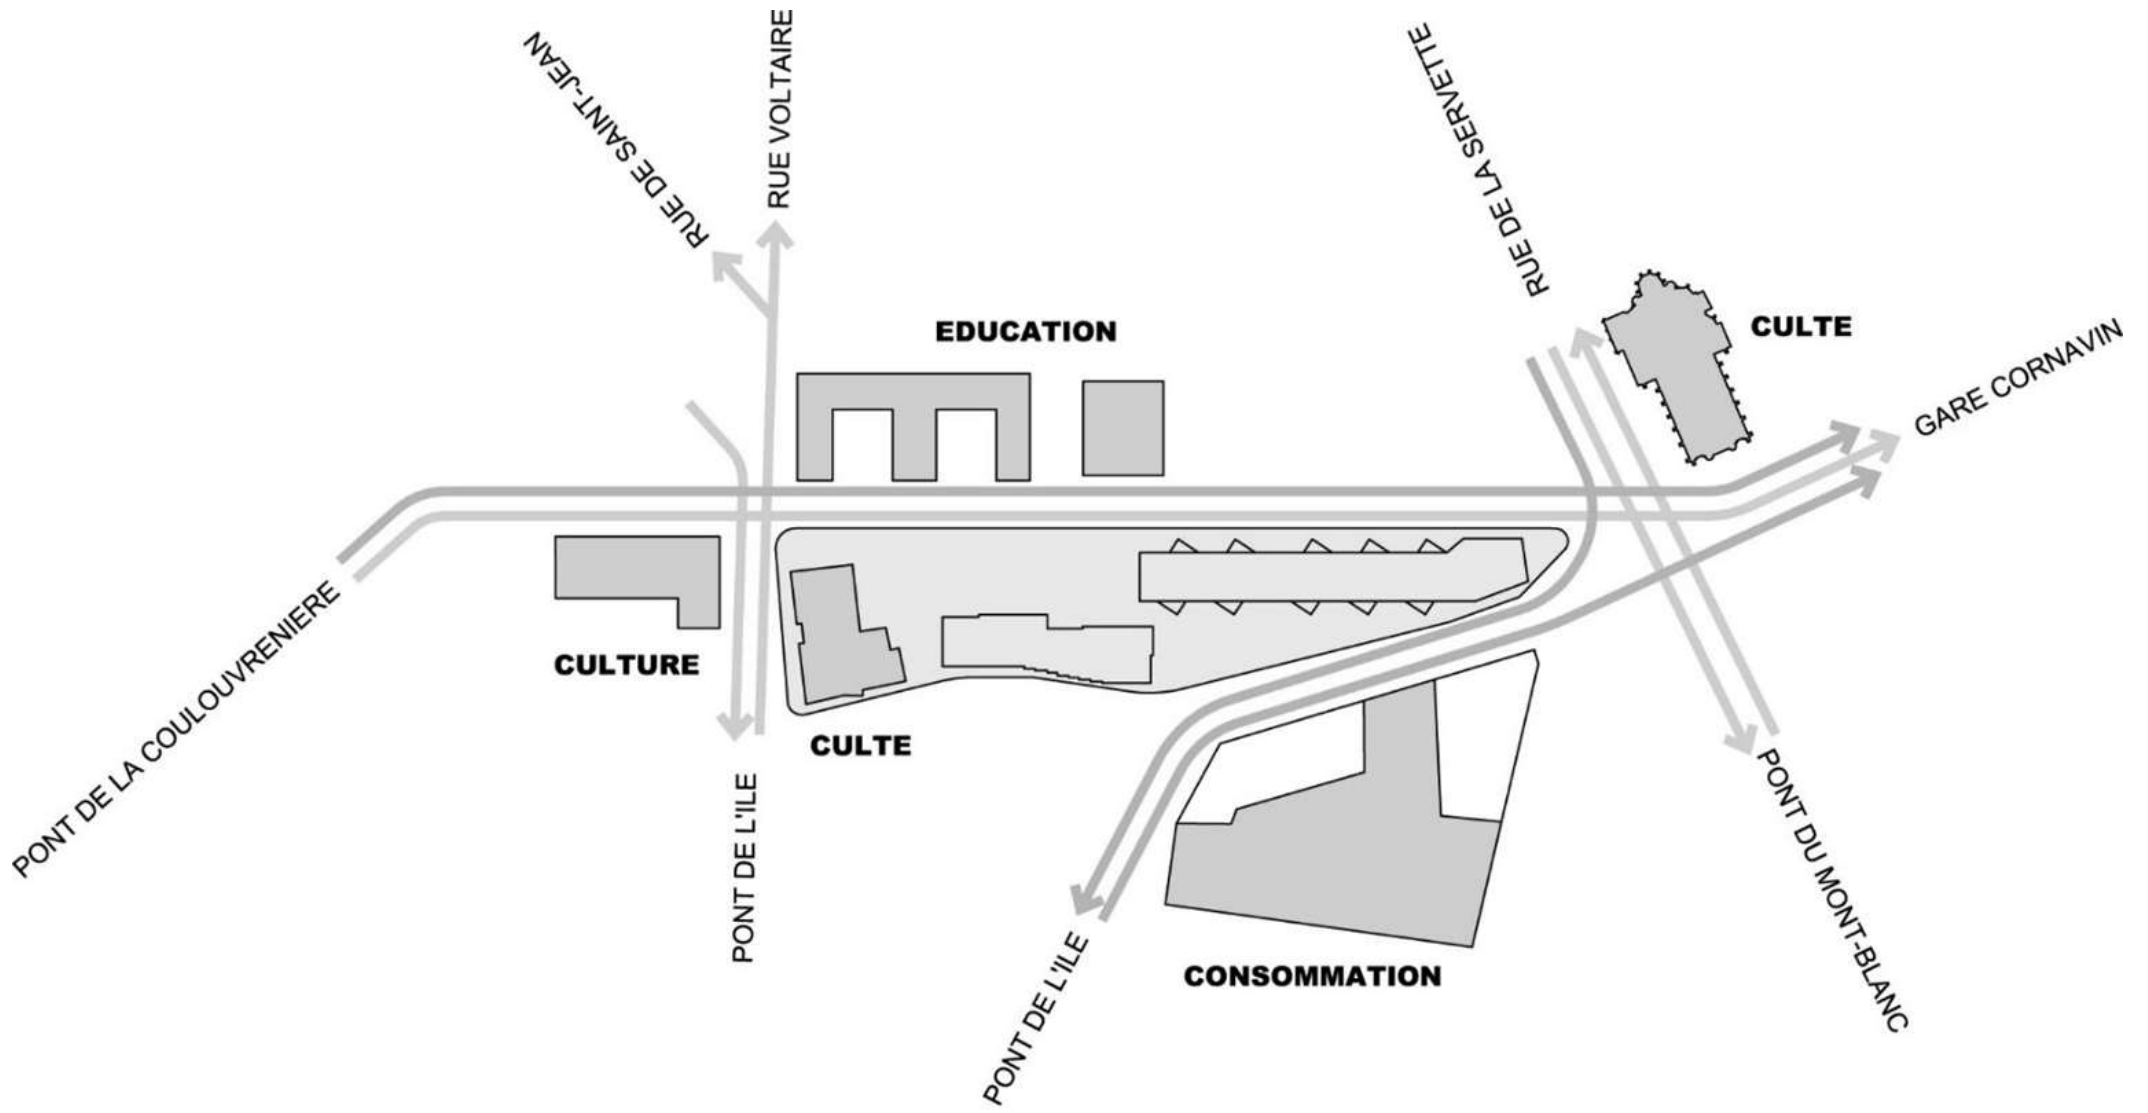 RUE DE SAINT-JEAN
RUE VOLTAIRE
RUE DE LA SERVETTE
EDUCATION
CULTE
GARE CORNAVIN
PONT DE LA COULOUVRENIERE
CULTURE
CULTE
PONT DE L'ILE
PONT DU MONT-BLANC
PONT DE L'ILE
CONSOMMATION